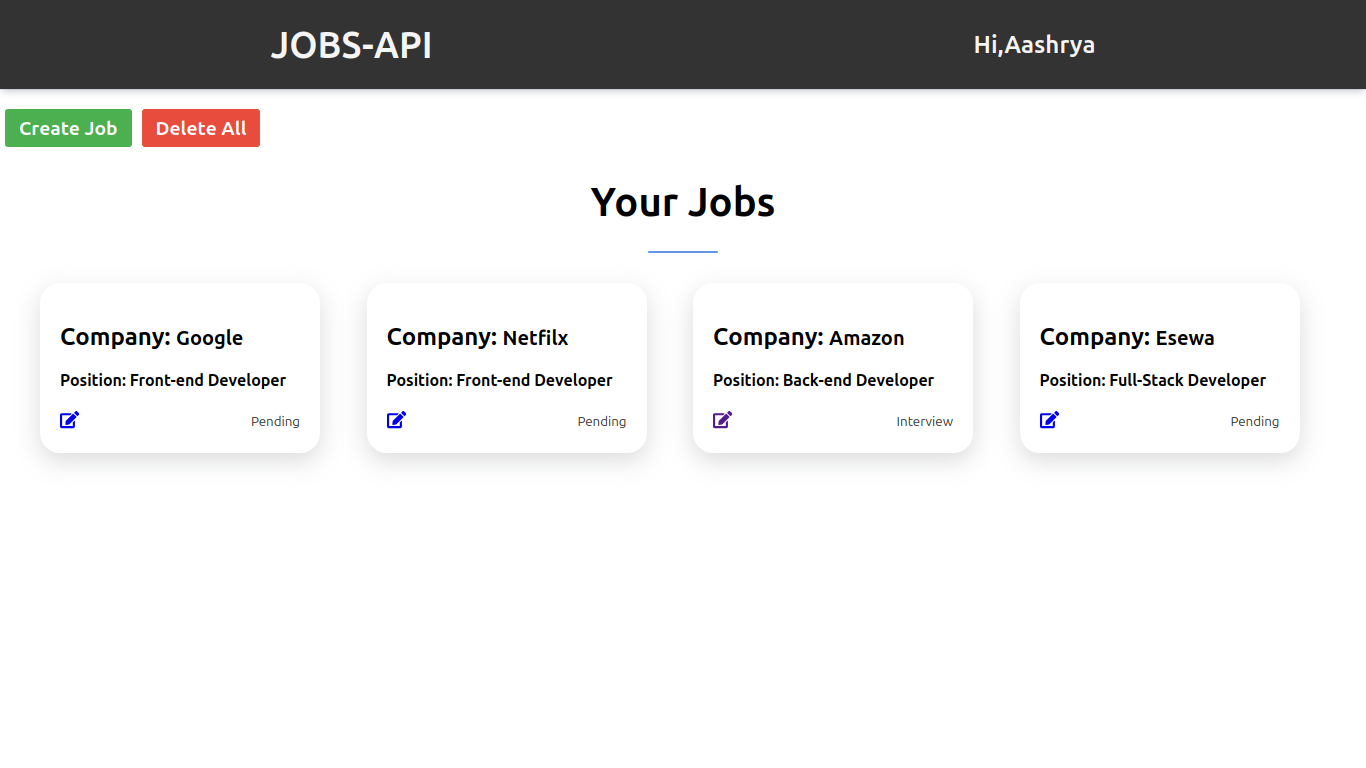 JOBS-API
Hi,Aashrya
Create Job
Delete All
Your Jobs
Company: Google
Position: Front-end Developer
Pending
Company: Netfilx
Position: Front-end Developer
Pending
Company: Amazon
Position: Back-end Developer
Interview
Company: Esewa
Position: Full-Stack Developer
Pending